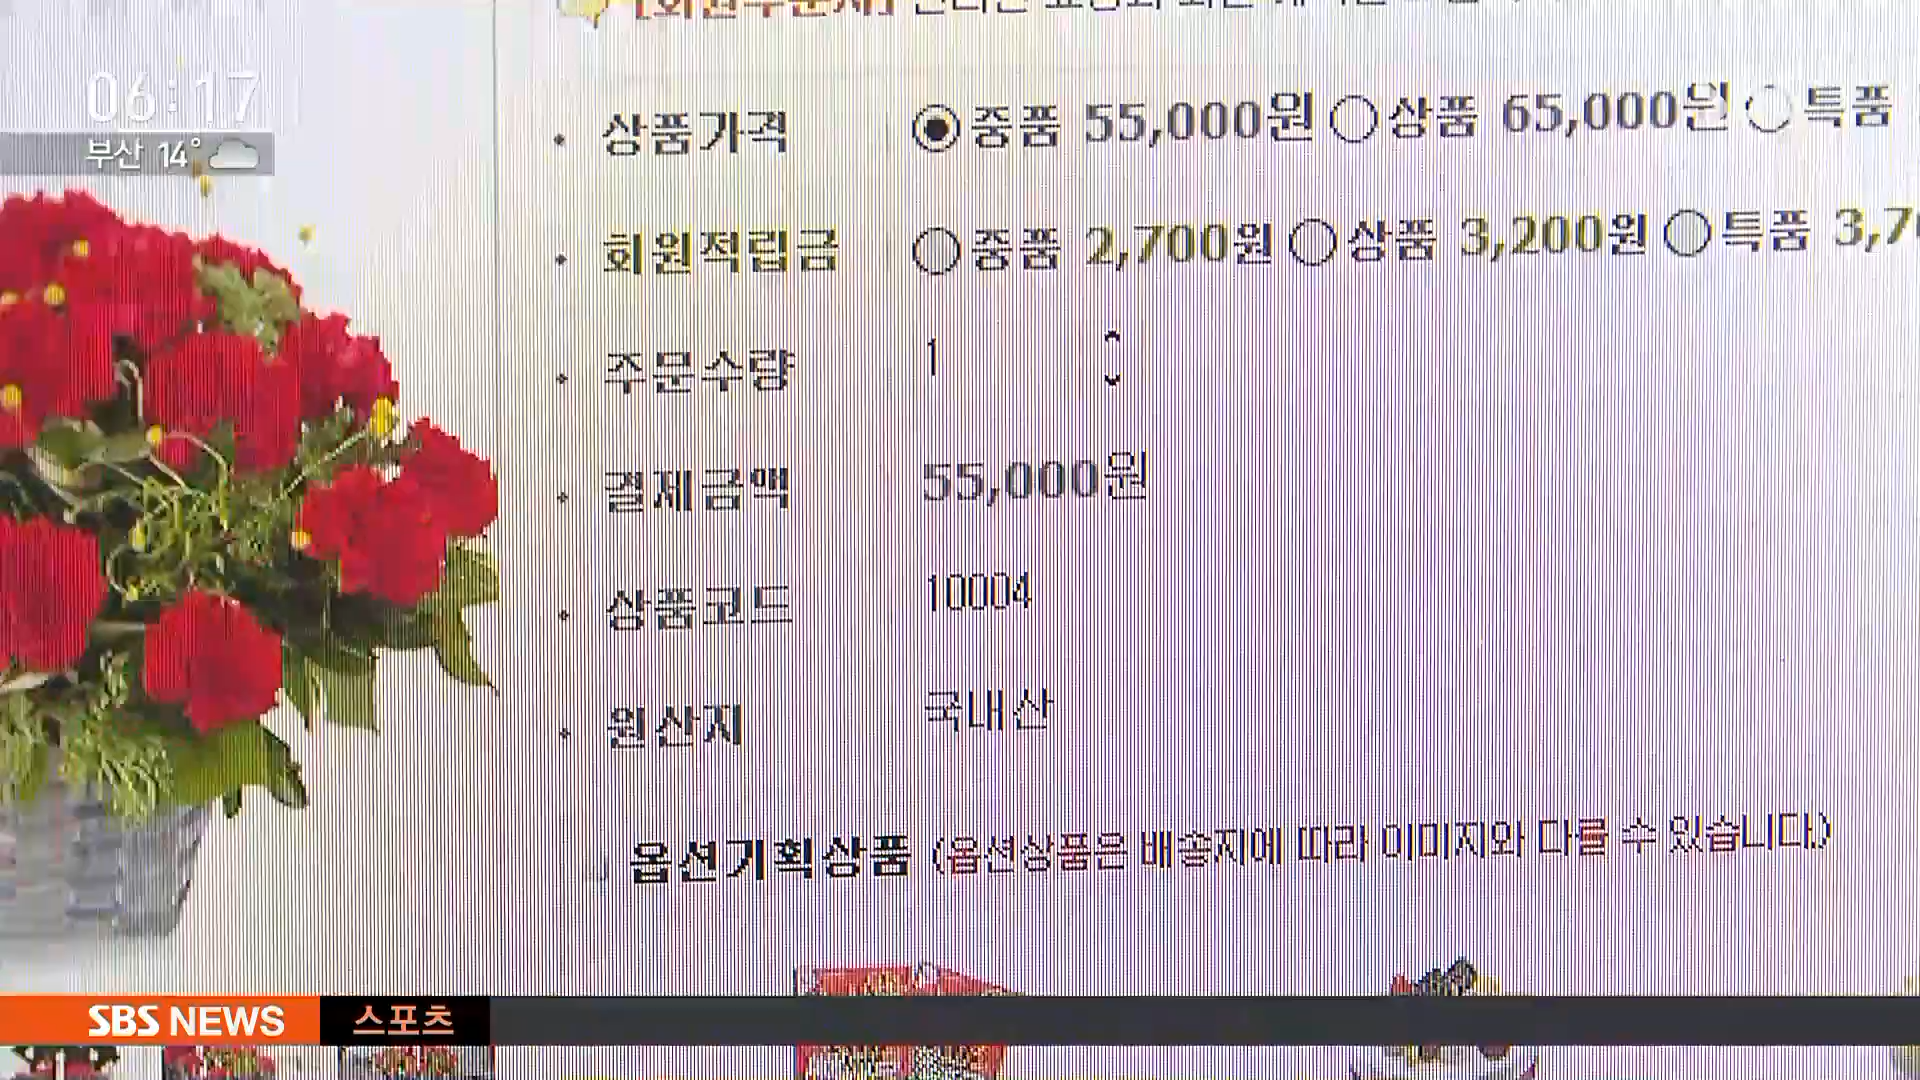 06:17
부산 14°
상품가격 중품 55,000원 상품 65,000원 특품
회원적립금 중품 2,700원 상품 3,200원 특품 3,7
주문수량 1
결제금액 55,000원
상품코드 10004
원산지 국내산
옵션기획상품 (옵션상품은 배송지에 따라 이미지와 다를 수 있습니다)
SBS NEWS 스포츠